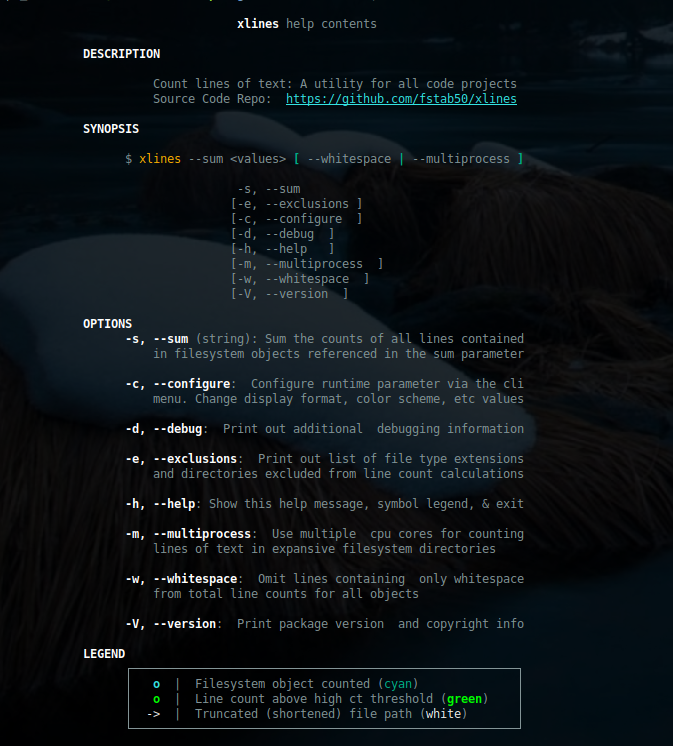 xlines help contents
DESCRIPTION
Count lines of text: A utility for all code projects
Source Code Repo:  https://github.com/fstab50/xlines
SYNOPSIS
$ xlines --sum <values> [ --whitespace | --multiprocess ]
-s, --sum
[-e, --exclusions ]
[-c, --configure  ]
[-d, --debug  ]
[-h, --help   ]
[-m, --multiprocess  ]
[-w, --whitespace  ]
[-V, --version  ]
OPTIONS
-s, --sum (string): Sum the counts of all lines contained
in filesystem objects referenced in the sum parameter
-c, --configure:  Configure runtime parameter via the cli
menu. Change display format, color scheme, etc values
-d, --debug:  Print out additional  debugging information
-e, --exclusions:  Print out list of file type extensions
and directories excluded from line count calculations
-h, --help: Show this help message, symbol legend, & exit
-m, --multiprocess:  Use multiple  cpu cores for counting
lines of text in expansive filesystem directories
-w, --whitespace:  Omit lines containing  only whitespace
from total line counts for all objects
-V, --version:  Print package version  and copyright info
LEGEND
o  |  Filesystem object counted (cyan)
o  |  Line count above high ct threshold (green)
->  |  Truncated (shortened) file path (white)